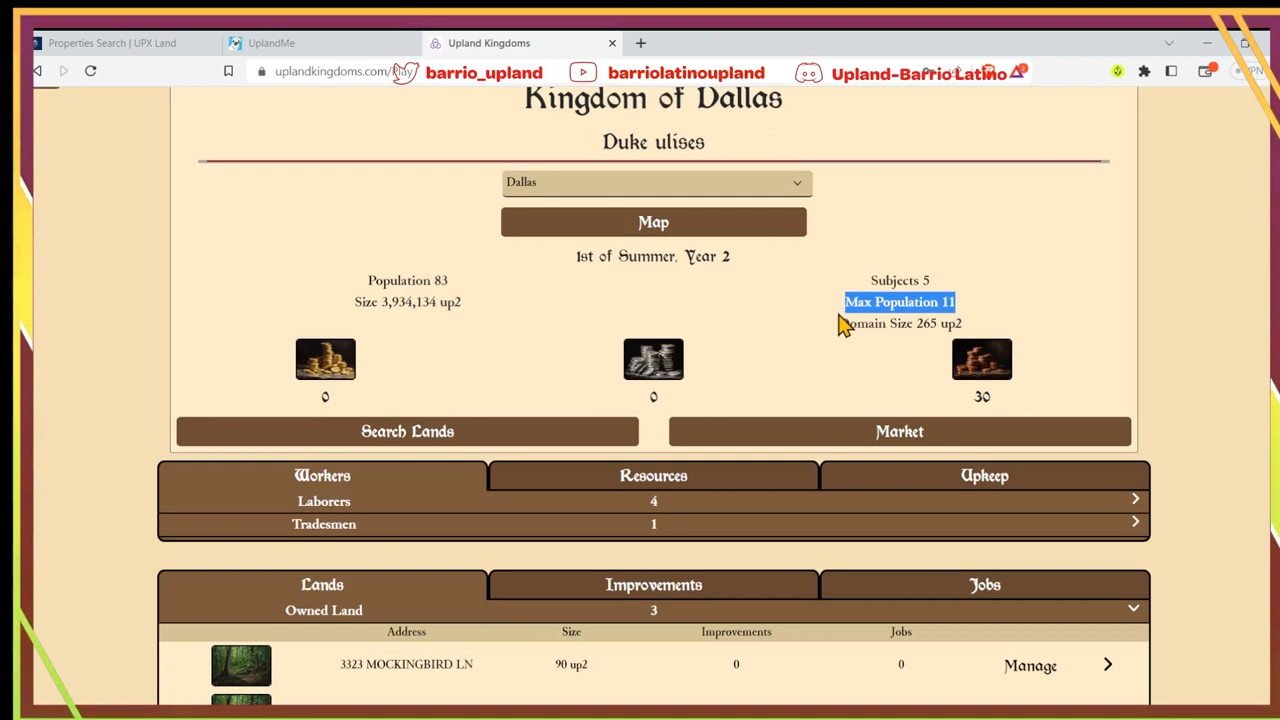 Properties Search | UPX Land
UplandMe
Upland Kingdoms
uplandkingdoms.com/Play
barrio_upland
barriolatinoupland
Upland-Barrio Latino
VPN
Kingdom of Dallas
Duke ulises
Dallas
Map
1st of Summer, Year 2
Population 83
Subjects 5
Size 3,934,134 up2
Max Population 11
Domain Size 265 up2
0
0
30
Search Lands
Market
Workers
Resources
Upkeep
Laborers
4
Tradesmen
1
Lands
Improvements
Jobs
Owned Land
3
Address
Size
Improvements
Jobs
3323 MOCKINGBIRD LN
90 up2
0
0
Manage